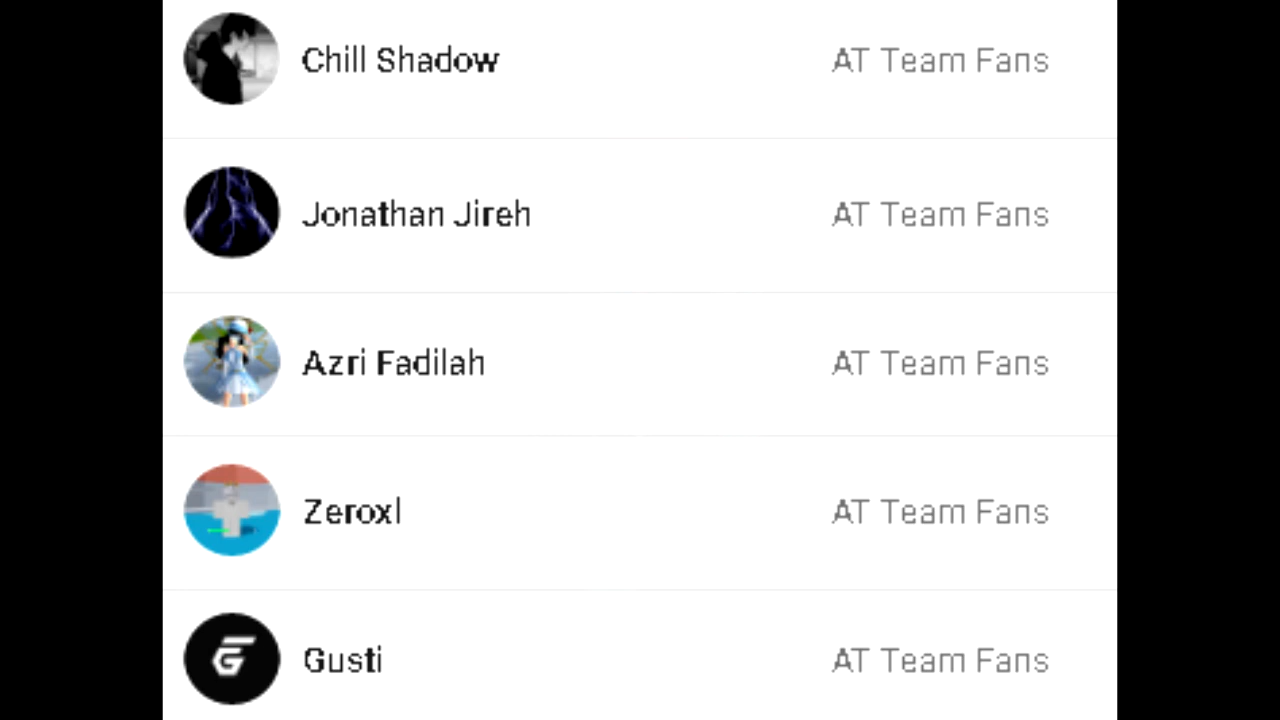 Chill Shadow AT Team Fans
Jonathan Jireh AT Team Fans
Azri Fadilah AT Team Fans
Zeroxl AT Team Fans
Gusti AT Team Fans